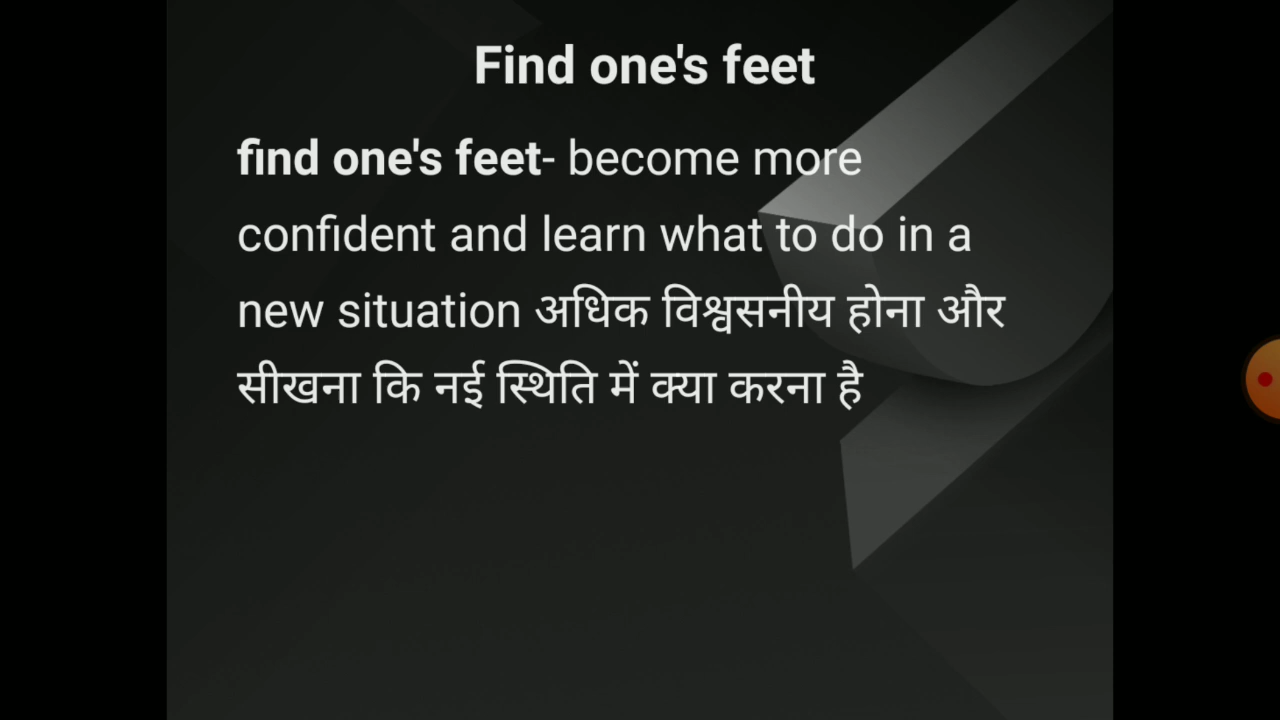 Find one's feet
find one's feet- become more
confident and learn what to do in a
new situation अधिक विश्वसनीय होना और
सीखना कि नई स्थिति में क्या करना है